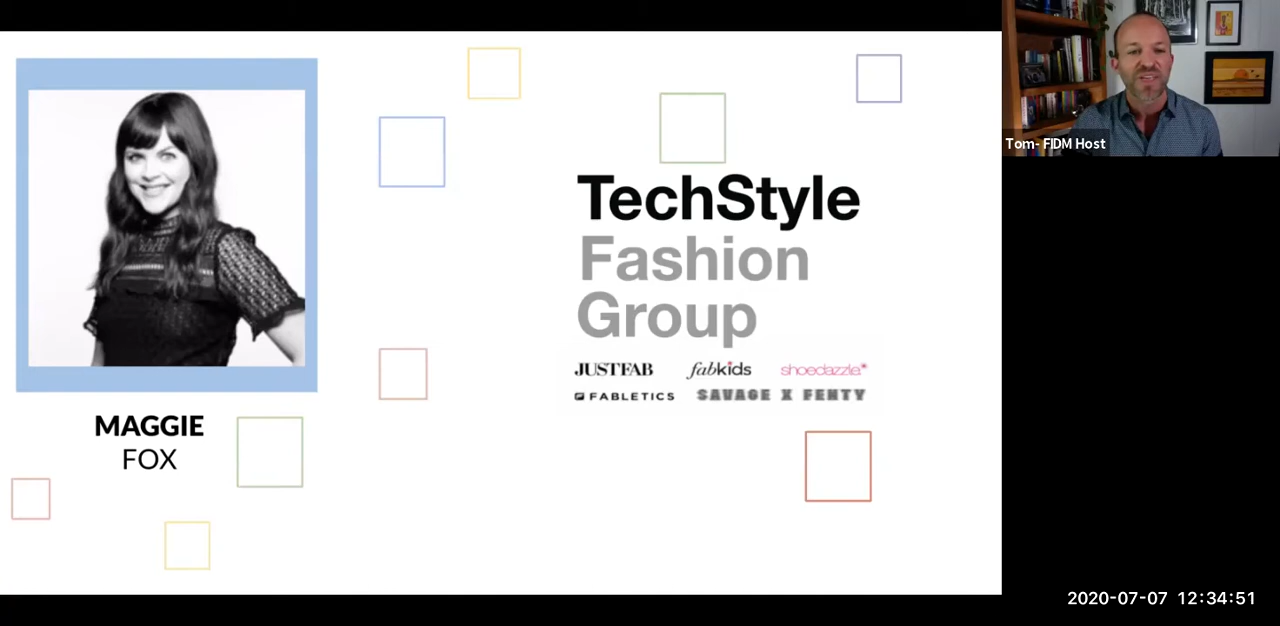 MAGGIE
FOX
TechStyle
Fashion
Group
JUSTFAB fabkids shoedazzle*
FABLETICS SAVAGE X FENTY
Tom- FIDM Host
2020-07-07 12:34:51